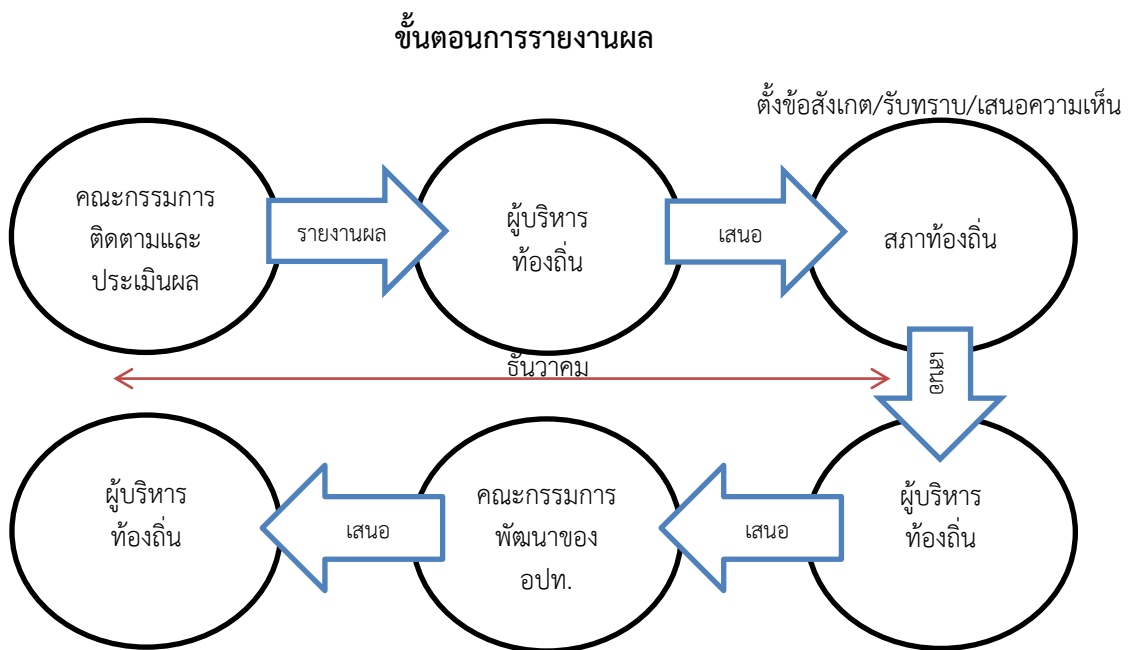 ขั้นตอนการรายงานผล
ตั้งข้อสังเกต/รับทราบ/เสนอความเห็น
คณะกรรมการ
ติดตามและ
ประเมินผล
รายงานผล
ผู้บริหาร
ท้องถิ่น
เสนอ
สภาท้องถิ่น
ธันวาคม
เสนอ
ผู้บริหาร
ท้องถิ่น
เสนอ
คณะกรรมการ
พัฒนาของ
อปท.
เสนอ
ผู้บริหาร
ท้องถิ่น